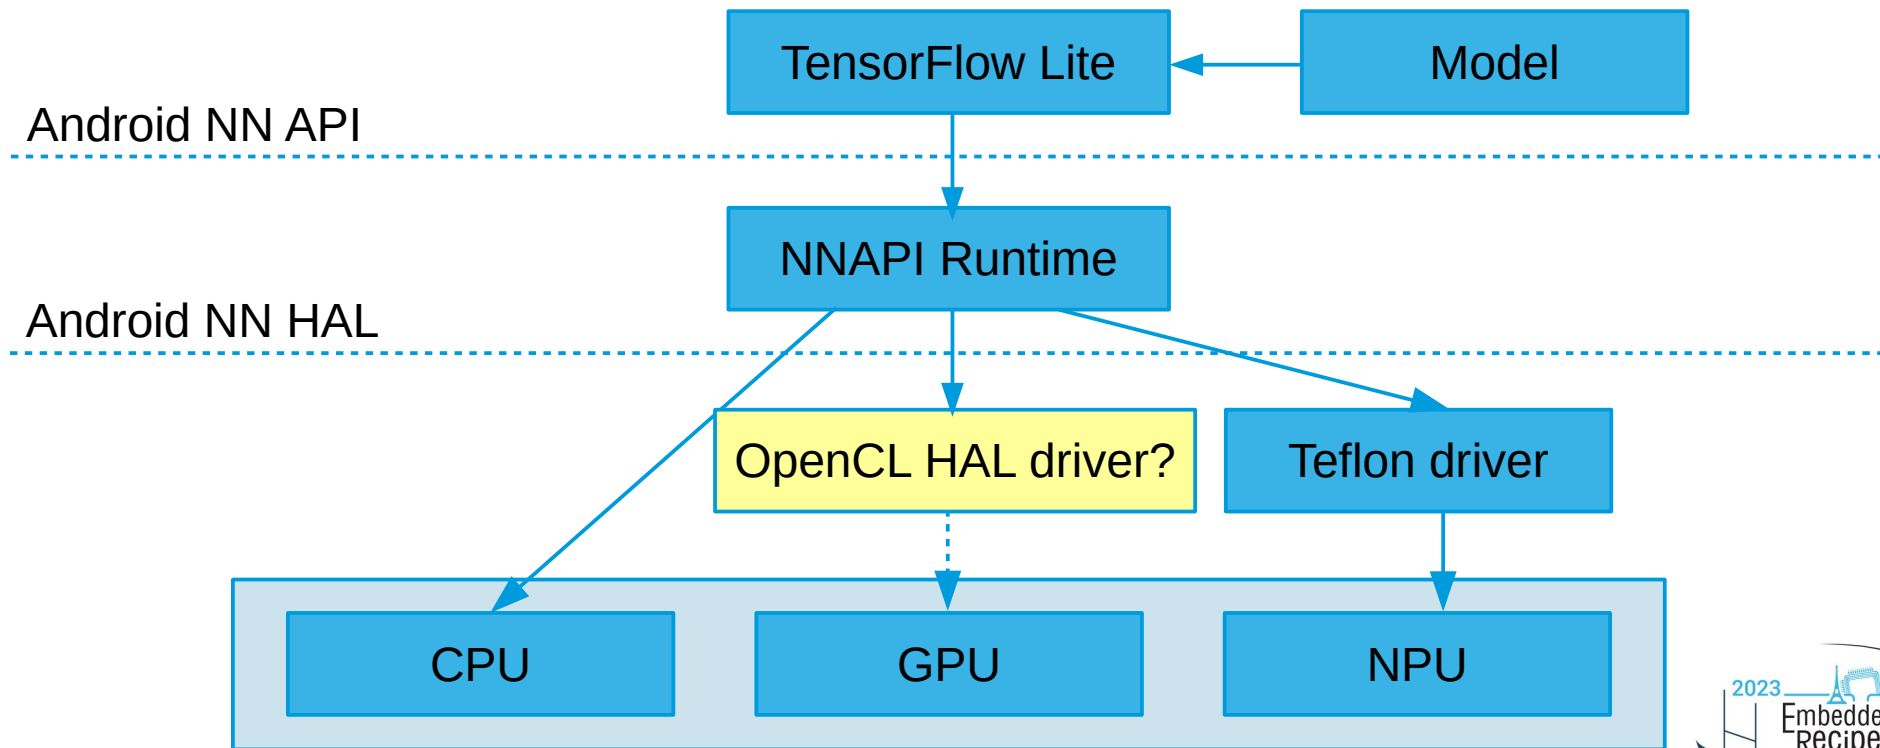 TensorFlow Lite
Model
Android NN API
NNAPI Runtime
Android NN HAL
OpenCL HAL driver?
Teflon driver
CPU
GPU
NPU
2023